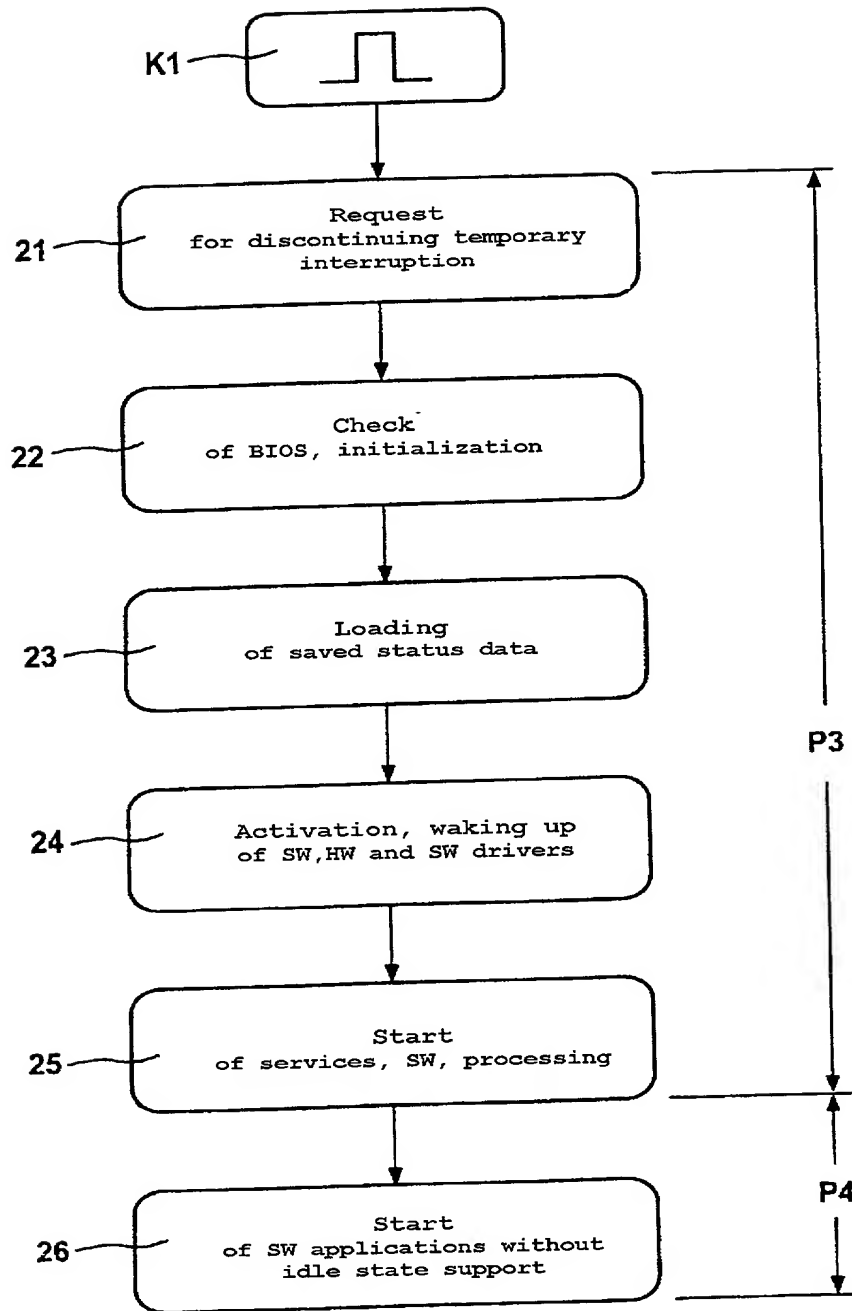 K1
21
Request
for discontinuing temporary
interruption
22
Check
of BIOS, initialization
23
Loading
of saved status data
P3
24
Activation, waking up
of SW,HW and SW drivers
25
Start
of services, SW, processing
P4
26
Start
of SW applications without
idle state support